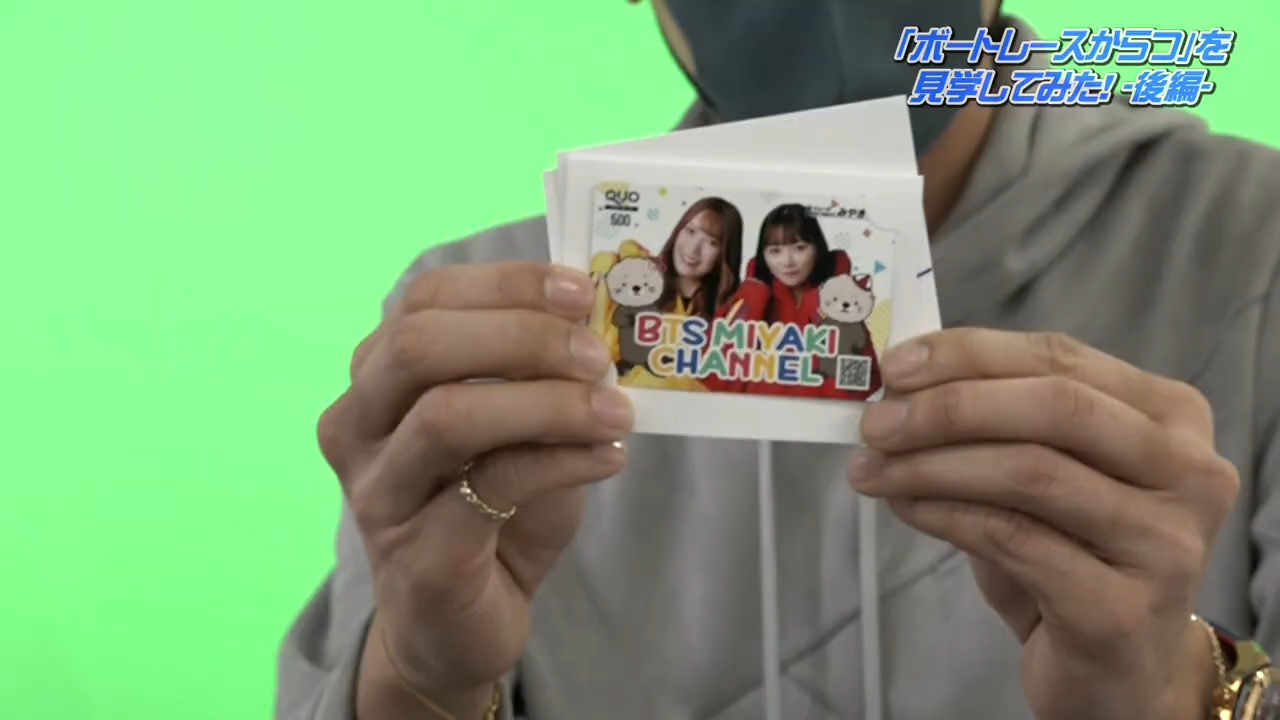 「ボートレースからつ」を
見学してみた! -後編-
QUO
500
みやき
BTS MIYAKI
CHANNEL